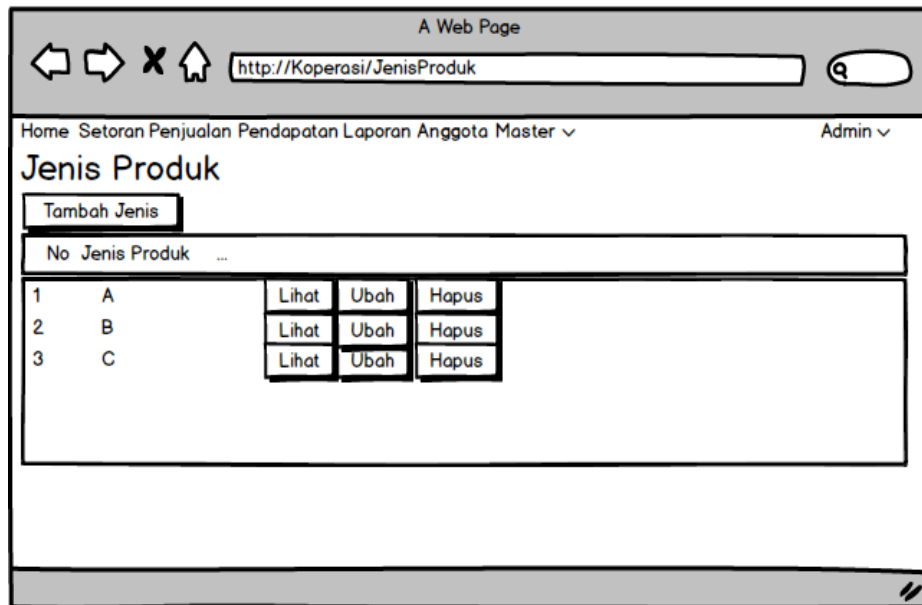 A Web Page
http://Koperasi/JenisProduk
Home Setoran Penjualan Pendapatan Laporan Anggota Master Admin
Jenis Produk
Tambah Jenis
No Jenis Produk ...
1 A Lihat Ubah Hapus
2 B Lihat Ubah Hapus
3 C Lihat Ubah Hapus